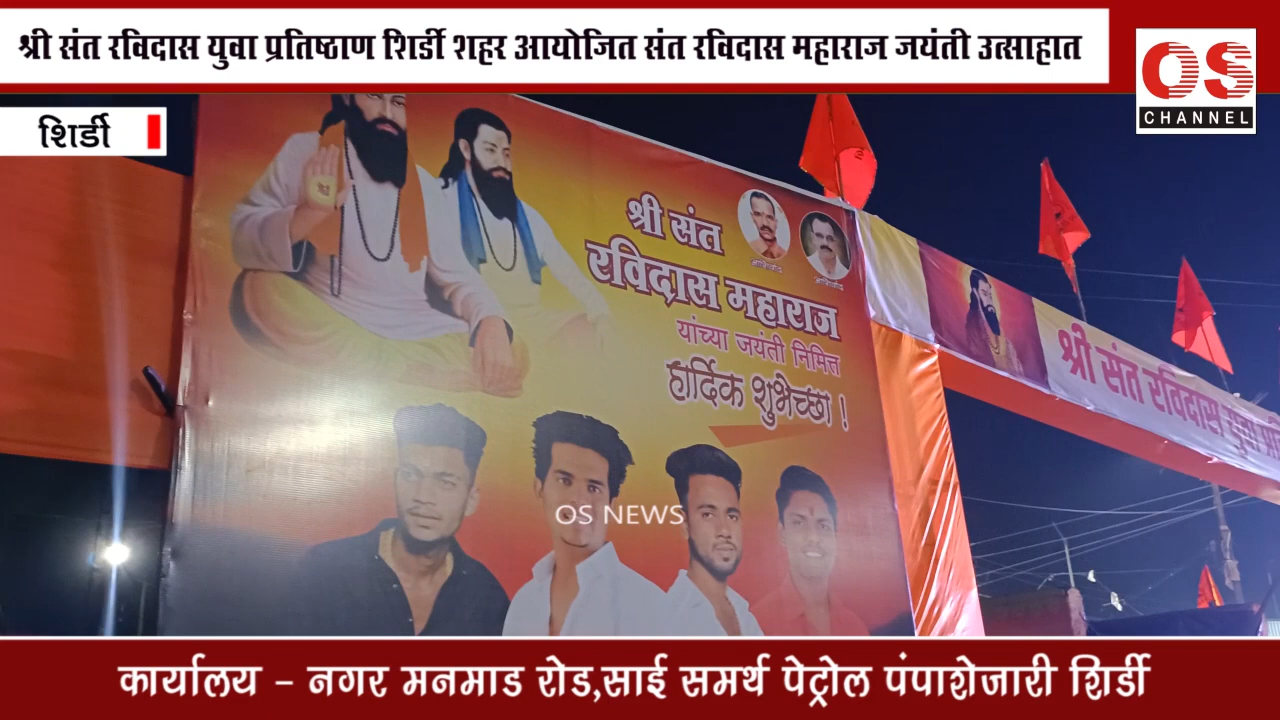 श्री संत रविदास युवा प्रतिष्ठाण शिर्डी शहर आयोजित संत रविदास महाराज जयंती उत्साहात
OS
CHANNEL
शिर्डी
श्री संत
रविदास महाराज
यांच्या जयंती निमित्त
हार्दिक शुभेच्छा !
श्री संत रविदास युवा
OS NEWS
कार्यालय - नगर मनमाड रोड,साई समर्थ पेट्रोल पंपाशेजारी शिर्डी